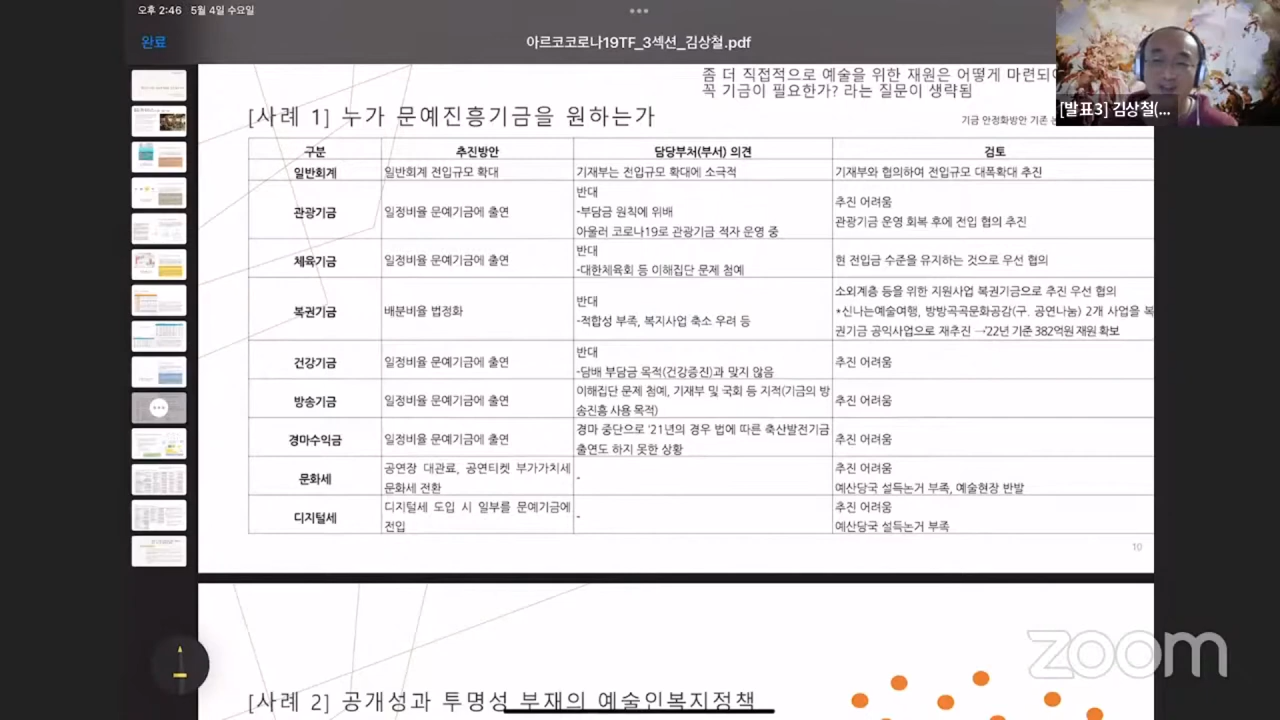 오후 2:46 5월 4일 수요일
완료
아르코코로나19TF_3섹션_김상철.pdf
[발표3] 김상철(...
좀 더 직접적으로 예술을 위한 재원은 어떻게 마련되어
꼭 기금이 필요한가? 라는 질문이 생략됨
[사례 1] 누가 문예진흥기금을 원하는가
기금 안정화방안 기존
구분 추진방안 담당부처(부서) 의견 검토
일반회계 일반회계 전입규모 확대 기재부는 전입규모 확대에 소극적 기재부와 협의하여 전입규모 대폭확대 추진
관광기금 일정비율 문예기금에 출연
반대
-부담금 원칙에 위배
아울러 코로나19로 관광기금 적자 운영 중
추진 어려움
관광기금 운영 회복 후에 전입 협의 추진
체육기금 일정비율 문예기금에 출연
반대
-대한체육회 등 이해집단 문제 첨예
현 전입금 수준을 유지하는 것으로 우선 협의
복권기금 배분비율 법정화
반대
-적합성 부족, 복지사업 축소 우려 등
소외계층 등을 위한 지원사업 복권기금으로 추진 우선 협의
*신나는예술여행, 방방곡곡문화공감(구. 공연나눔) 2개 사업을 복
권기금 공익사업으로 재추진 →'22년 기준 382억원 재원 확보
건강기금 일정비율 문예기금에 출연
반대
-담배 부담금 목적(건강증진)과 맞지 않음
추진 어려움
방송기금 일정비율 문예기금에 출연
이해집단 문제 첨예, 기재부 및 국회 등 지적(기금의 방
송진흥 사용 목적)
추진 어려움
경마수익금 일정비율 문예기금에 출연
경마 중단으로 '21년의 경우 법에 따른 축산발전기금
출연도 하지 못한 상황
추진 어려움
문화세
공연장 대관료, 공연티켓 부가가치세
문화세 전환
-
추진 어려움
예산당국 설득논거 부족, 예술현장 반발
디지털세
디지털세 도입 시 일부를 문예기금에
전입
-
추진 어려움
예산당국 설득논거 부족
10
[사례 2] 공개성과 투명성 부재의 예술인복지정책
zoom